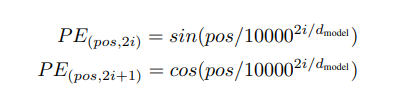 PE(pos,2i) = sin(pos/10000^2i/d_model)
PE(pos,2i+1) = cos(pos/10000^2i/d_model)